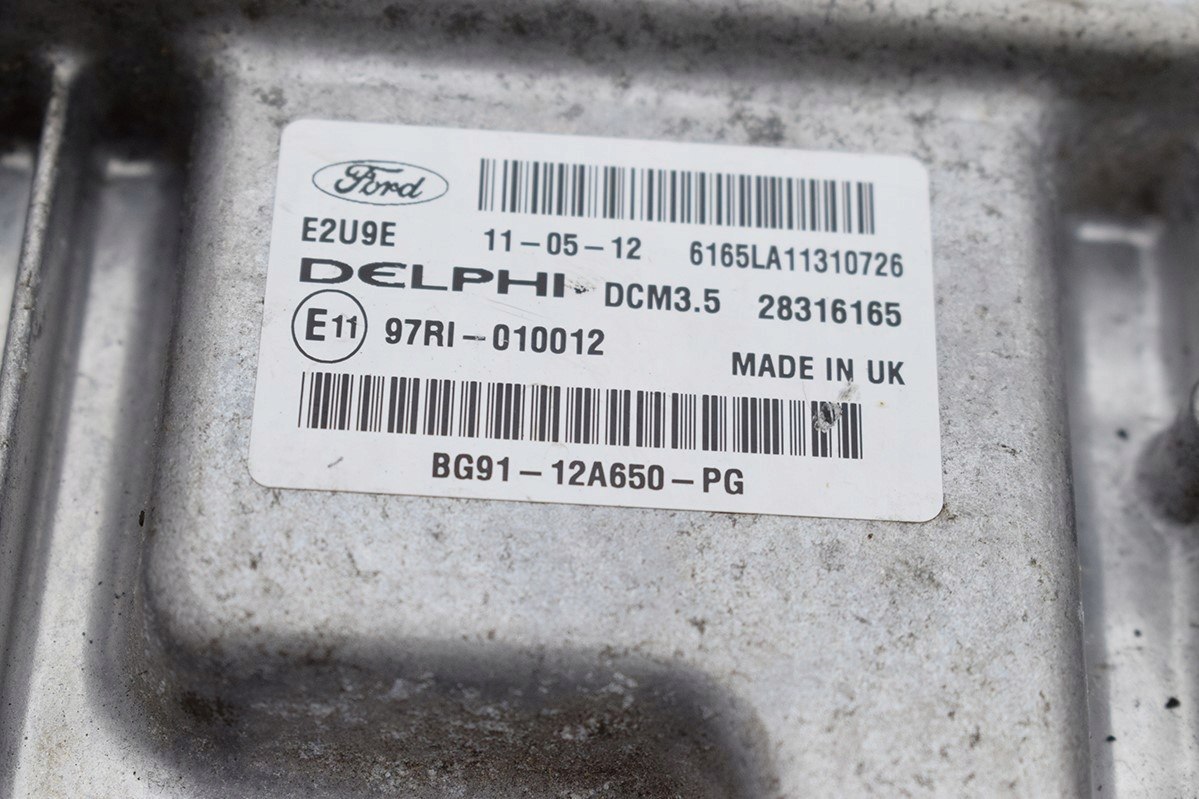 Ford
E2U9E 11-05-12 6165LA11310726
DELPHI DCM3.5 28316165
E11 97RI-010012
MADE IN UK
BG91-12A650-PG